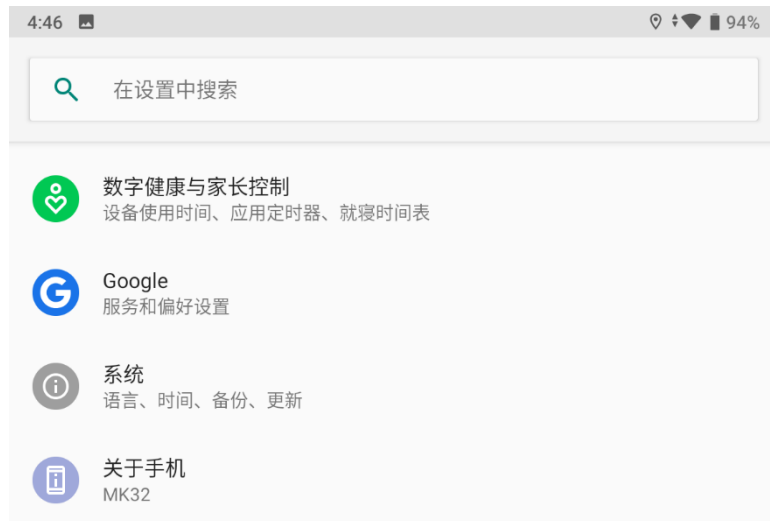 4:46 94%
在设置中搜索
数字健康与家长控制
设备使用时间、应用定时器、就寝时间表
Google
服务和偏好设置
系统
语言、时间、备份、更新
关于手机
MK32